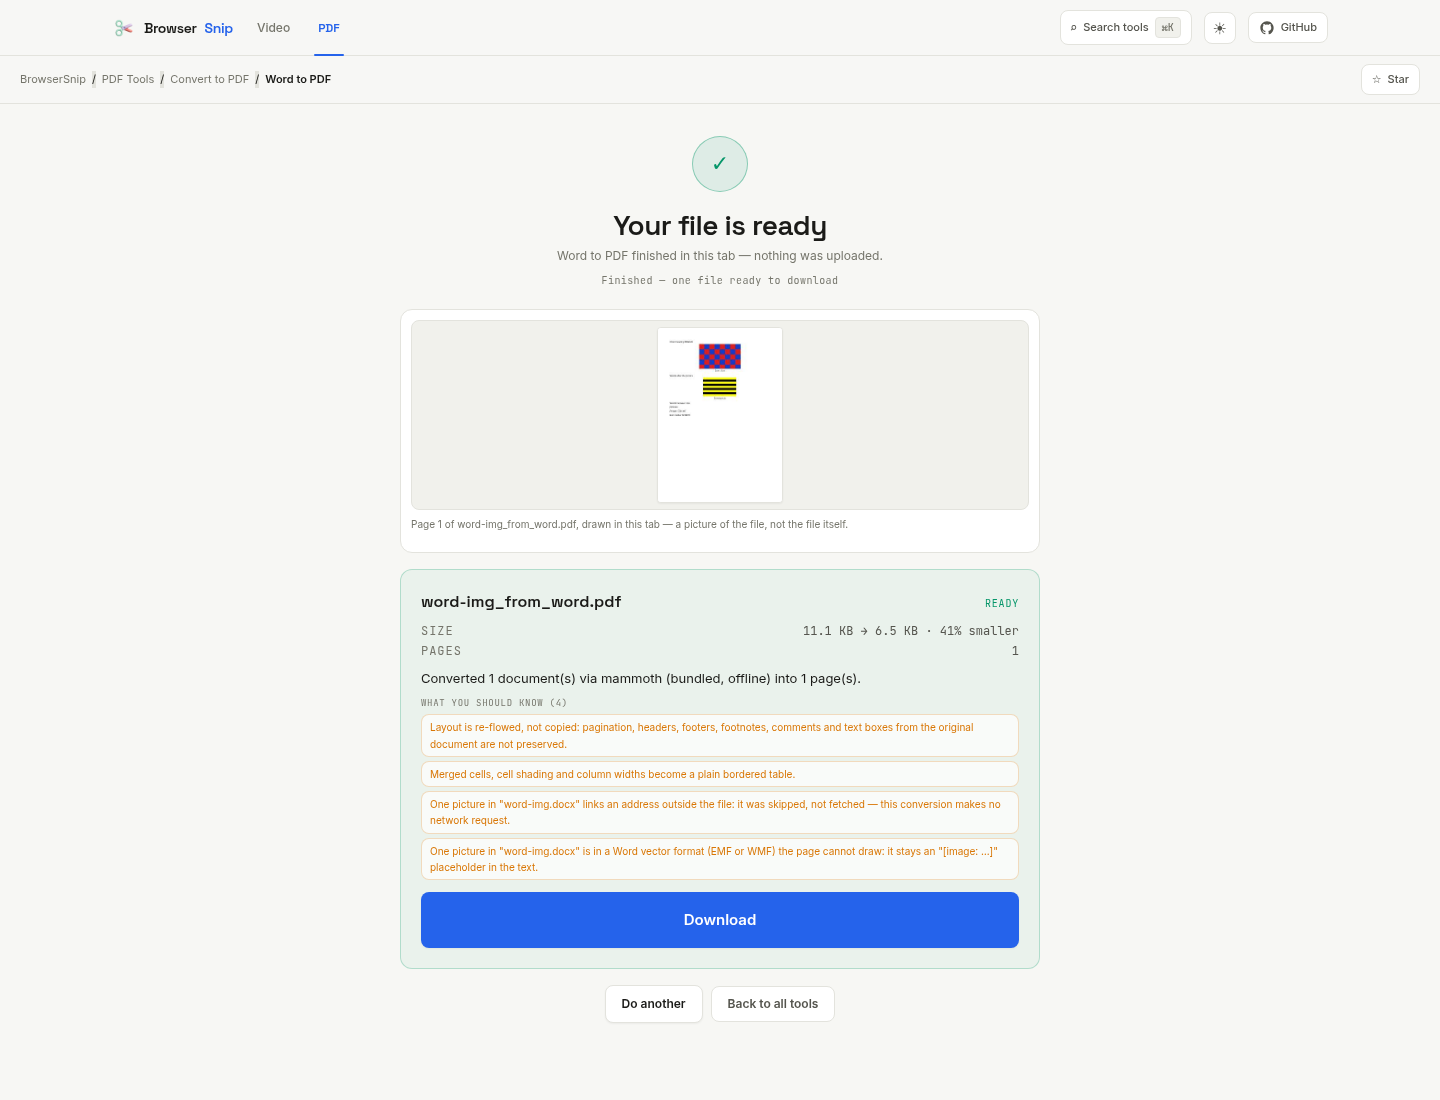 Browser Snip Video PDF
Search tools ⌘K
GitHub
BrowserSnip / PDF Tools / Convert to PDF / Word to PDF
☆ Star
✓
Your file is ready
Word to PDF finished in this tab — nothing was uploaded.
Finished — one file ready to download
Page 1 of word-img_from_word.pdf, drawn in this tab — a picture of the file, not the file itself.
word-img_from_word.pdf
READY
SIZE 11.1 KB → 6.5 KB · 41% smaller
PAGES 1
Converted 1 document(s) via mammoth (bundled, offline) into 1 page(s).
WHAT YOU SHOULD KNOW (4)
Layout is re-flowed, not copied: pagination, headers, footers, footnotes, comments and text boxes from the original
document are not preserved.
Merged cells, cell shading and column widths become a plain bordered table.
One picture in "word-img.docx" links an address outside the file: it was skipped, not fetched — this conversion makes no
network request.
One picture in "word-img.docx" is in a Word vector format (EMF or WMF) the page cannot draw: it stays an "[image: …]"
placeholder in the text.
Download
Do another
Back to all tools